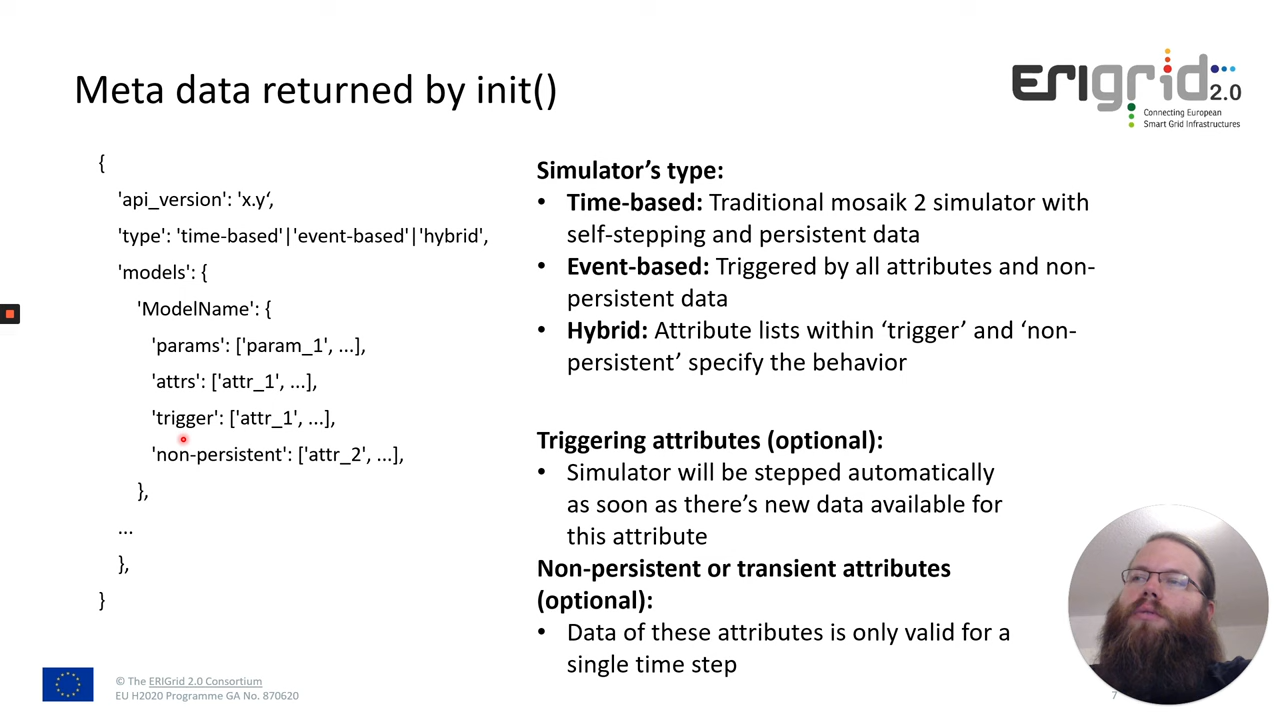 Meta data returned by init()
ERIgrid 2.0
Connecting European
Smart Grid Infrastructures
{
'api_version': 'x.y‘,
'type': 'time-based'|'event-based'|'hybrid',
'models': {
'ModelName': {
'params': ['param_1', ...],
'attrs': ['attr_1', ...],
'trigger': ['attr_1', ...],
'non-persistent': ['attr_2', ...],
},
...
},
}
Simulator’s type:
• Time-based: Traditional mosaik 2 simulator with
self-stepping and persistent data
• Event-based: Triggered by all attributes and non-
persistent data
• Hybrid: Attribute lists within ‘trigger’ and ‘non-
persistent’ specify the behavior
Triggering attributes (optional):
• Simulator will be stepped automatically
as soon as there’s new data available for
this attribute
Non-persistent or transient attributes
(optional):
• Data of these attributes is only valid for a
single time step
© The ERIGrid 2.0 Consortium
EU H2020 Programme GA No. 870620
7